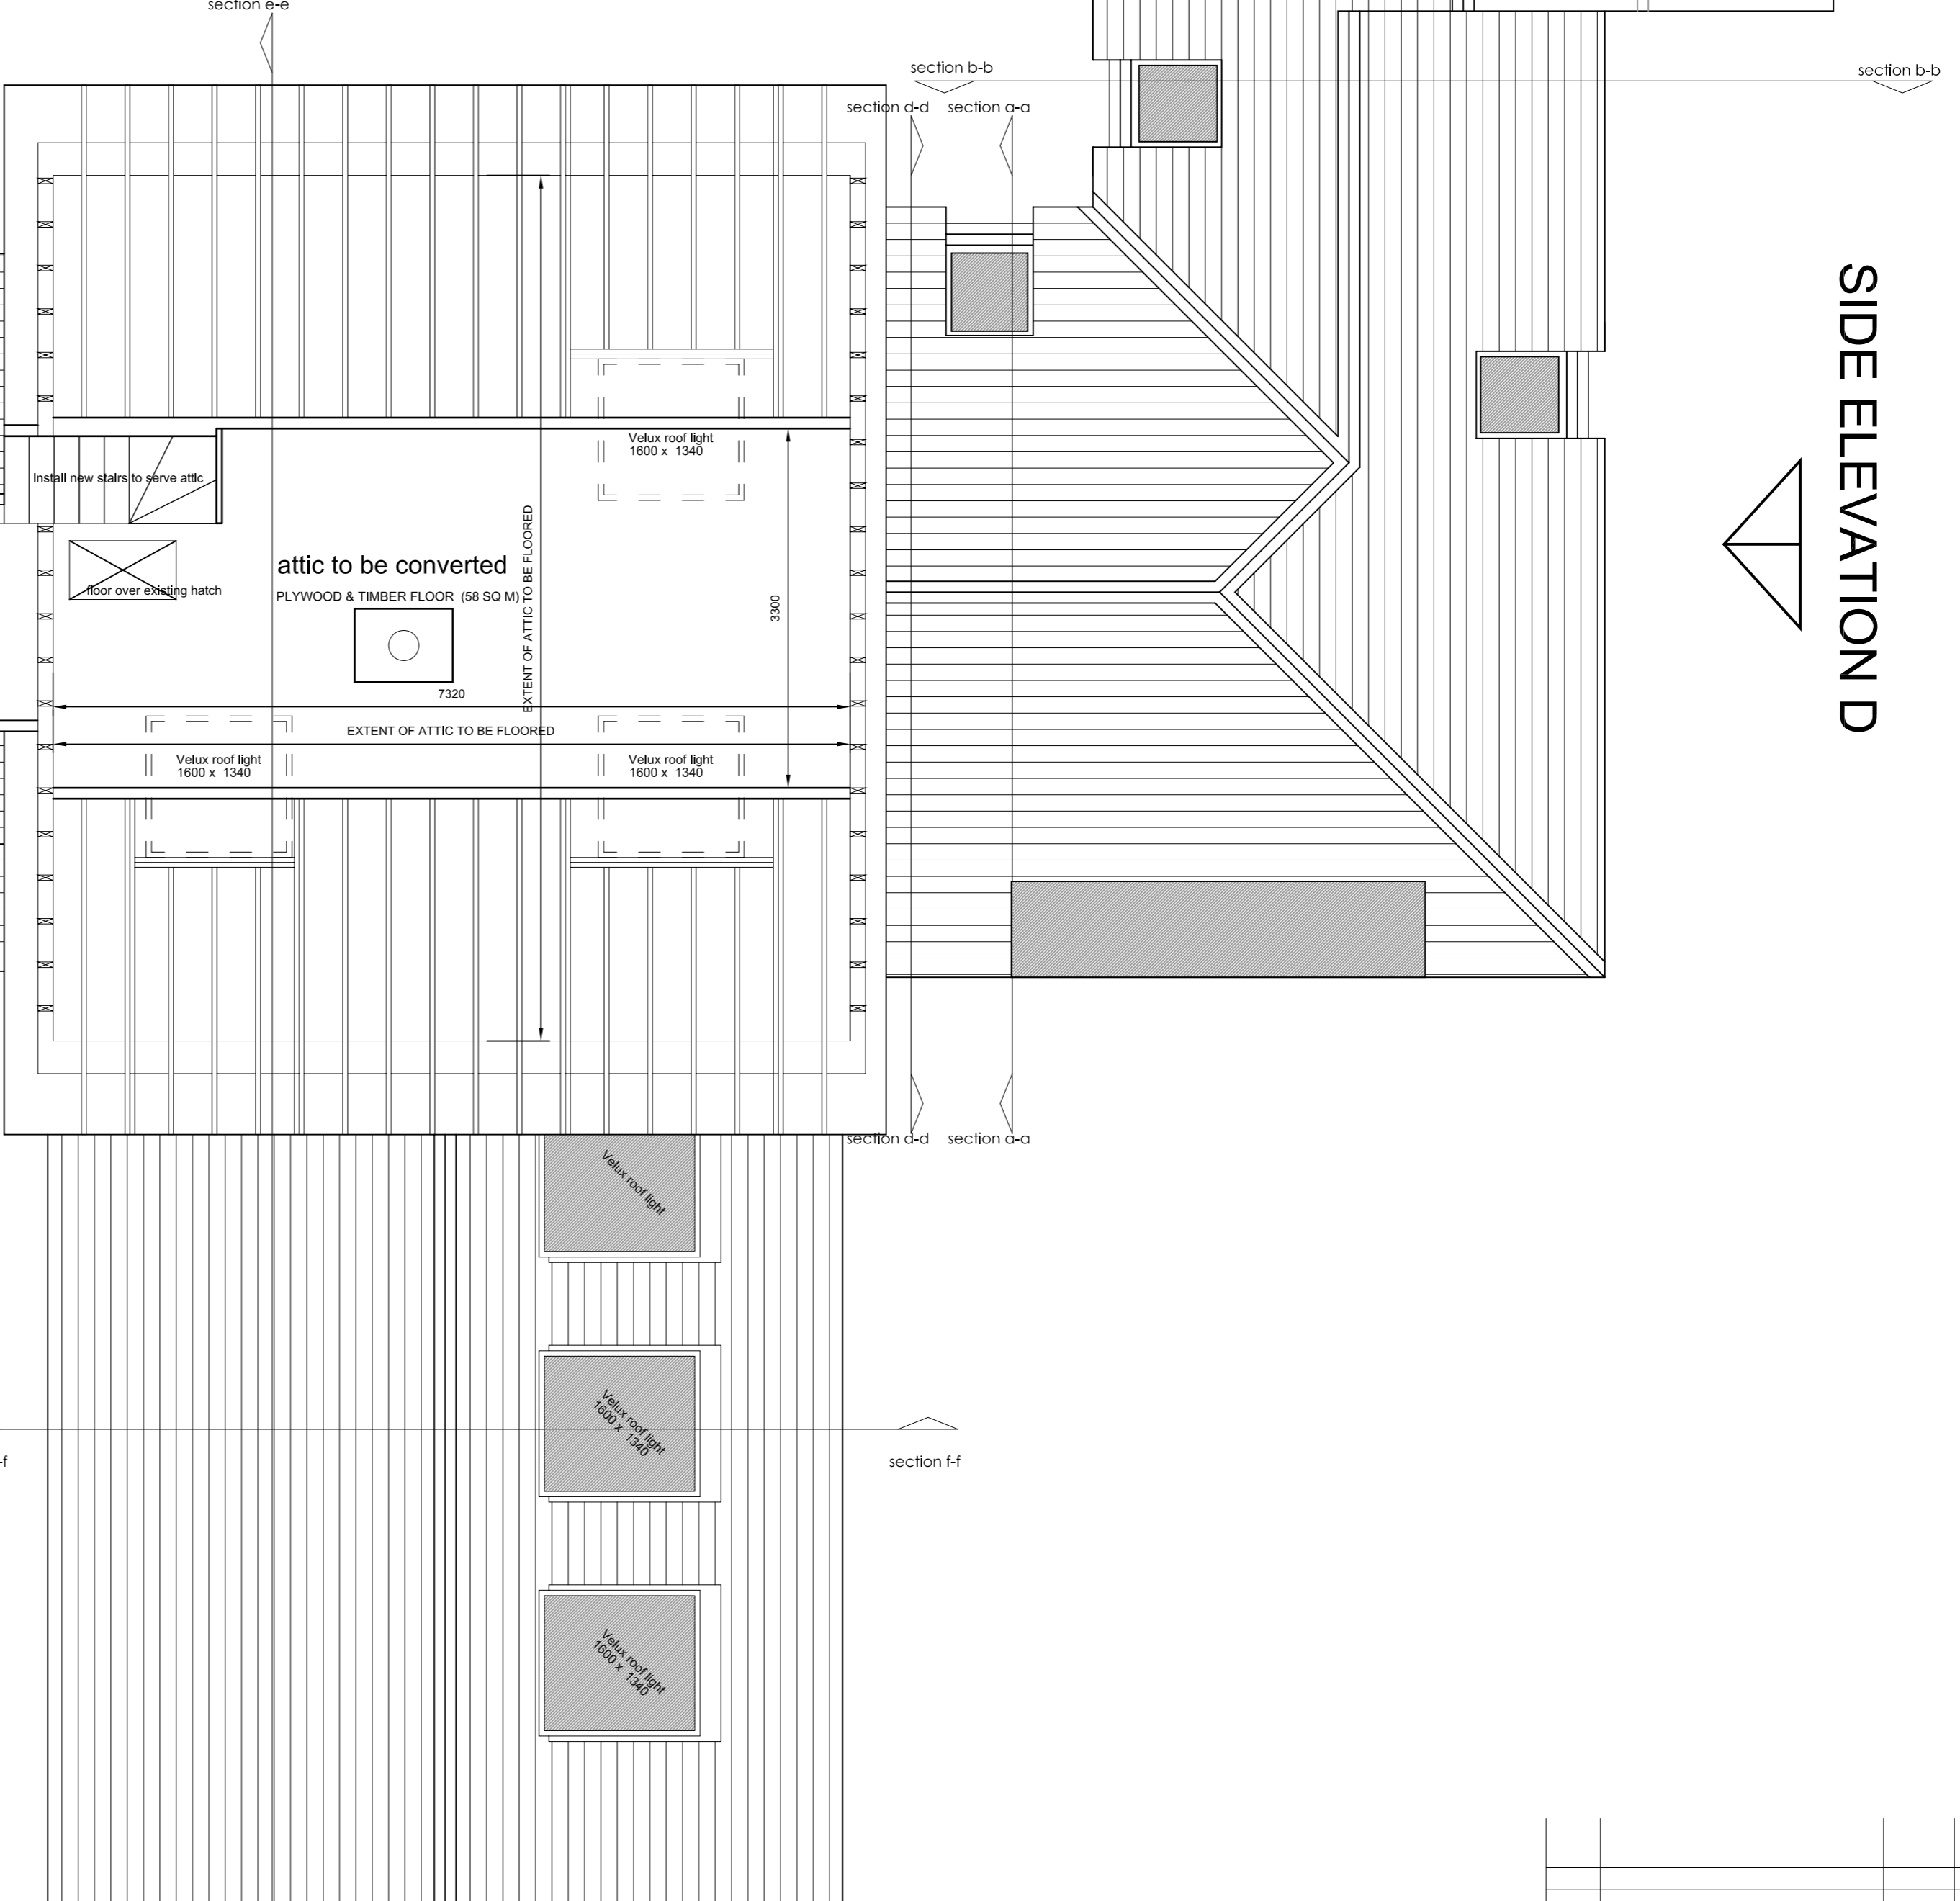 section e-e
section b-b
section b-b
section d-d
section a-a
SIDE ELEVATION D
Velux roof light
1600 x 1340
install new stairs to serve attic
attic to be converted
floor over existing hatch
PLYWOOD & TIMBER FLOOR (58 SQ M)
EXTENT OF ATTIC TO BE FLOORED
3300
7320
EXTENT OF ATTIC TO BE FLOORED
Velux roof light
1600 x 1340
Velux roof light
1600 x 1340
section d-d
section a-a
Velux roof light
Velux roof light
1600 x 1340
-f
section f-f
Velux roof light
1600 x 1340